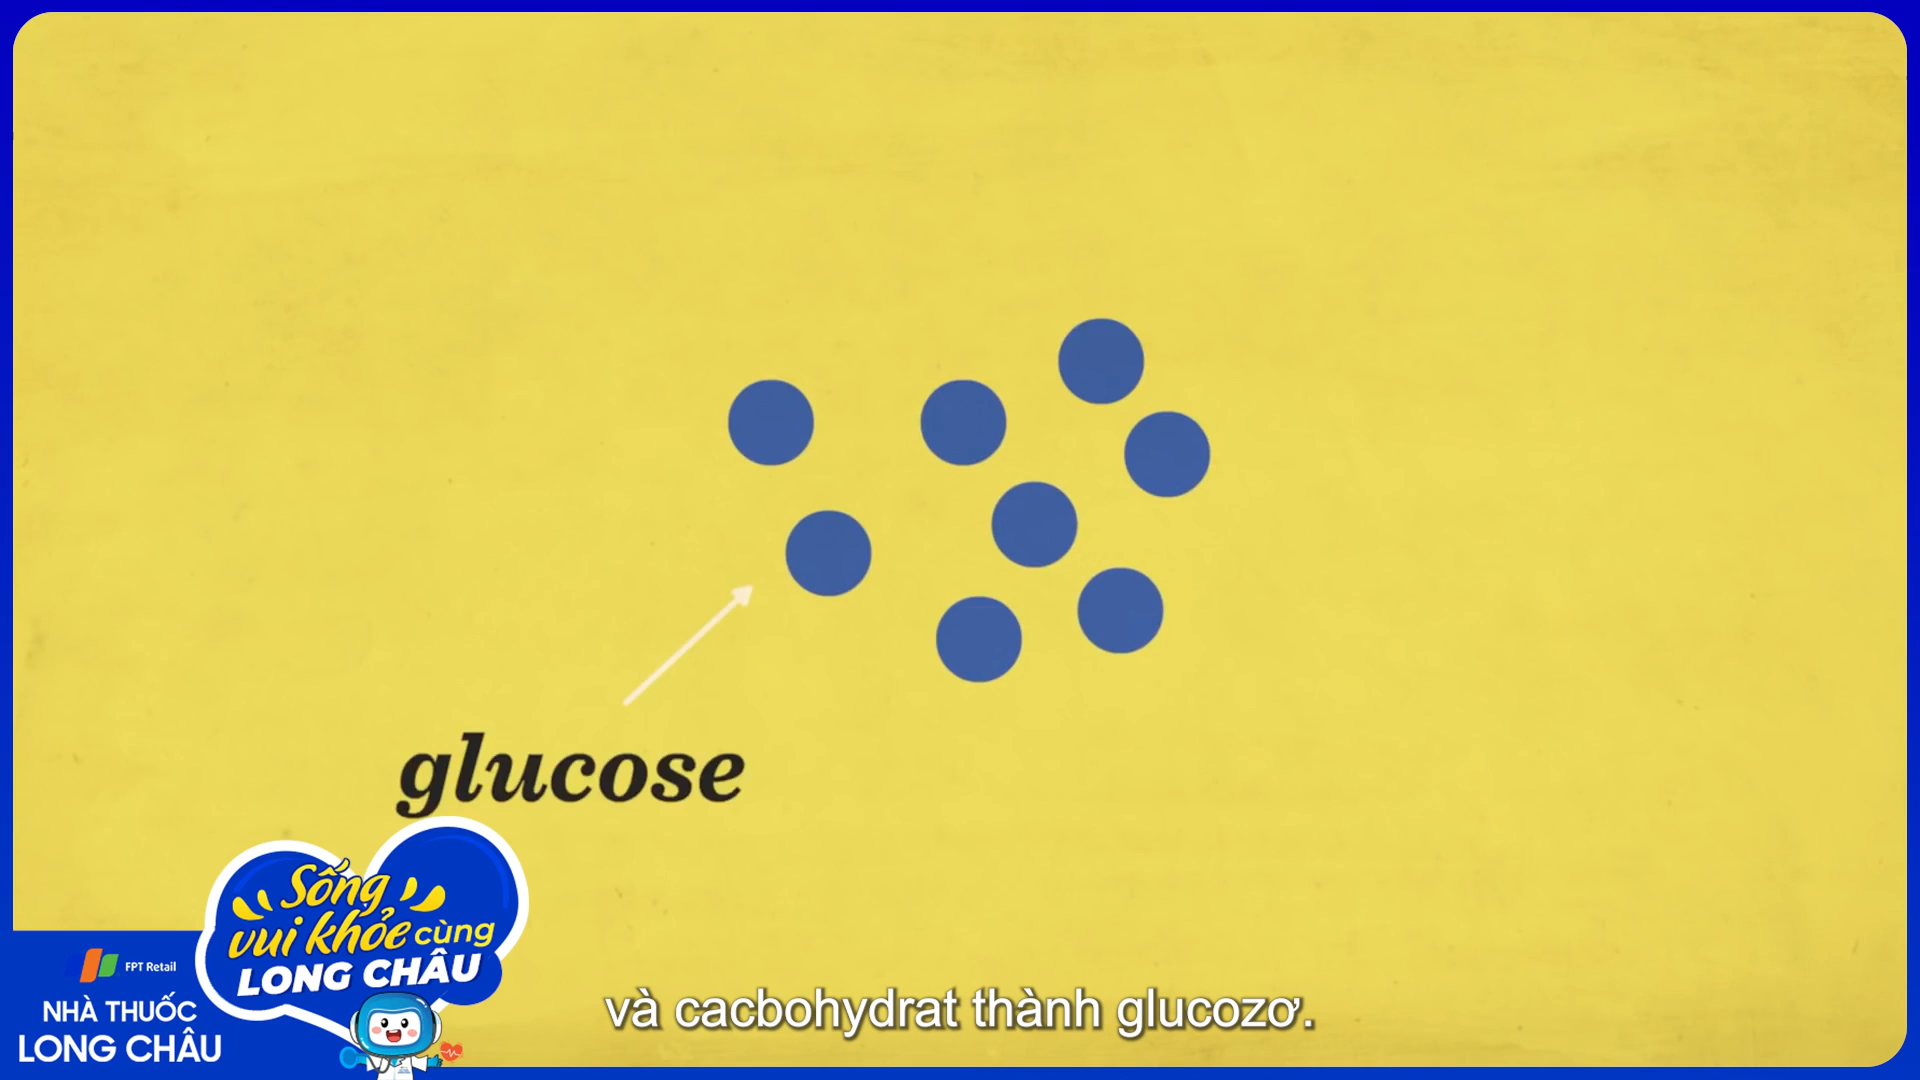 glucose
Sống
vui khỏe cùng
LONG CHÂU
FPT Retail
NHÀ THUỐC
LONG CHÂU
và cacbohydrat thành glucozơ.